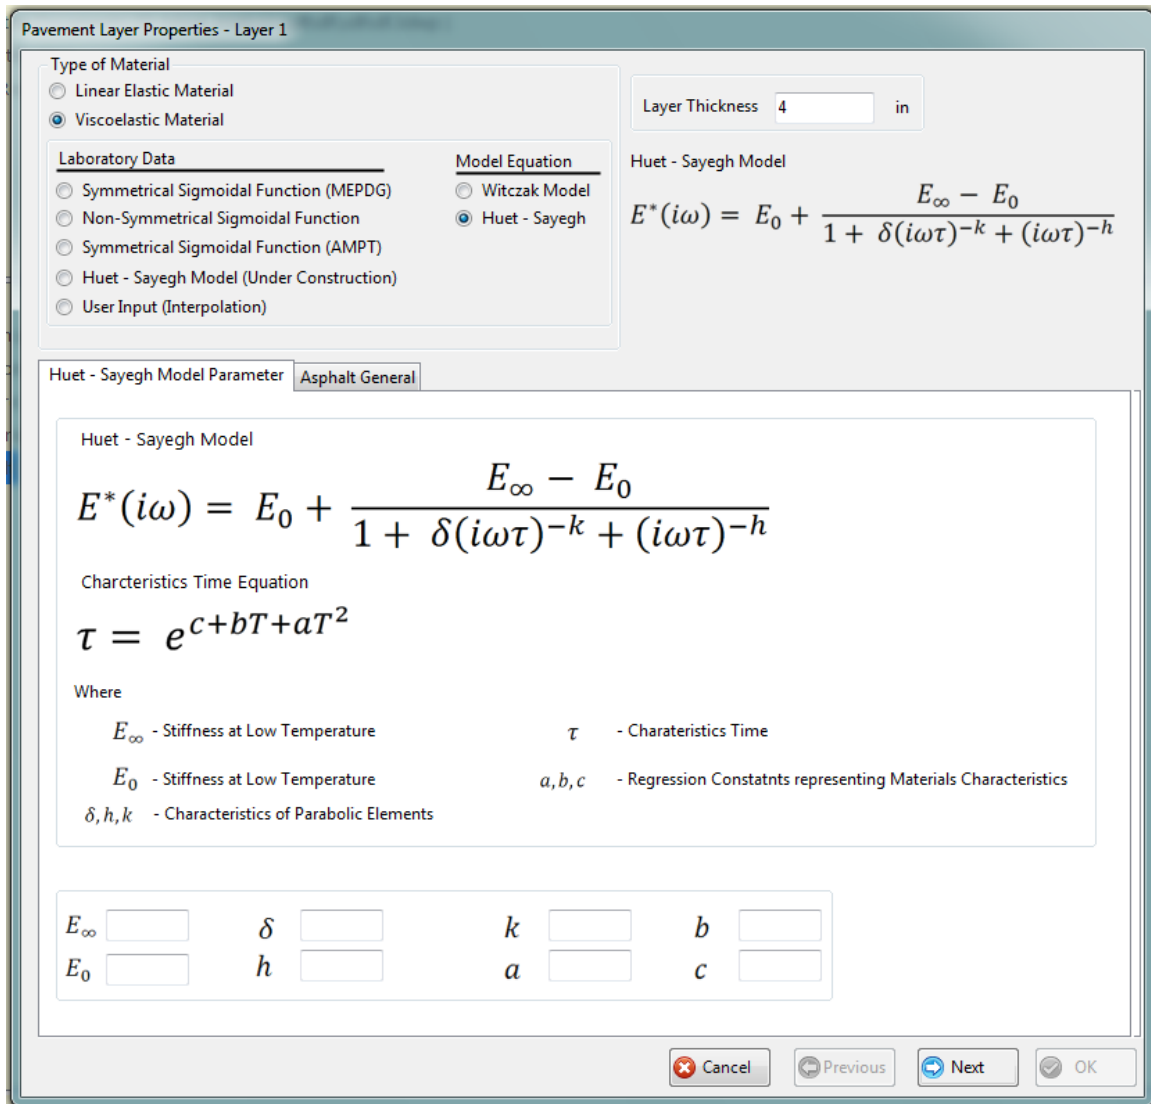 Pavement Layer Properties - Layer 1
Type of Material
Linear Elastic Material
Viscoelastic Material
Layer Thickness 4 in
Laboratory Data
Symmetrical Sigmoidal Function (MEPDG)
Non-Symmetrical Sigmoidal Function
Symmetrical Sigmoidal Function (AMPT)
Huet - Sayegh Model (Under Construction)
User Input (Interpolation)
Model Equation
Witczak Model
Huet - Sayegh
Huet - Sayegh Model
E*(iω) = E₀ + (E∞ − E₀) / (1 + δ(iωτ)^−k + (iωτ)^−h)
Huet - Sayegh Model Parameter Asphalt General
Huet - Sayegh Model
E*(iω) = E₀ + (E∞ − E₀) / (1 + δ(iωτ)^−k + (iωτ)^−h)
Charcteristics Time Equation
τ = e^(c+bT+aT²)
Where
E∞ - Stiffness at Low Temperature τ - Charateristics Time
E₀ - Stiffness at Low Temperature a, b, c - Regression Constatnts representing Materials Characteristics
δ, h, k - Characteristics of Parabolic Elements
E∞ δ k b
E₀ h a c
Cancel Previous Next OK